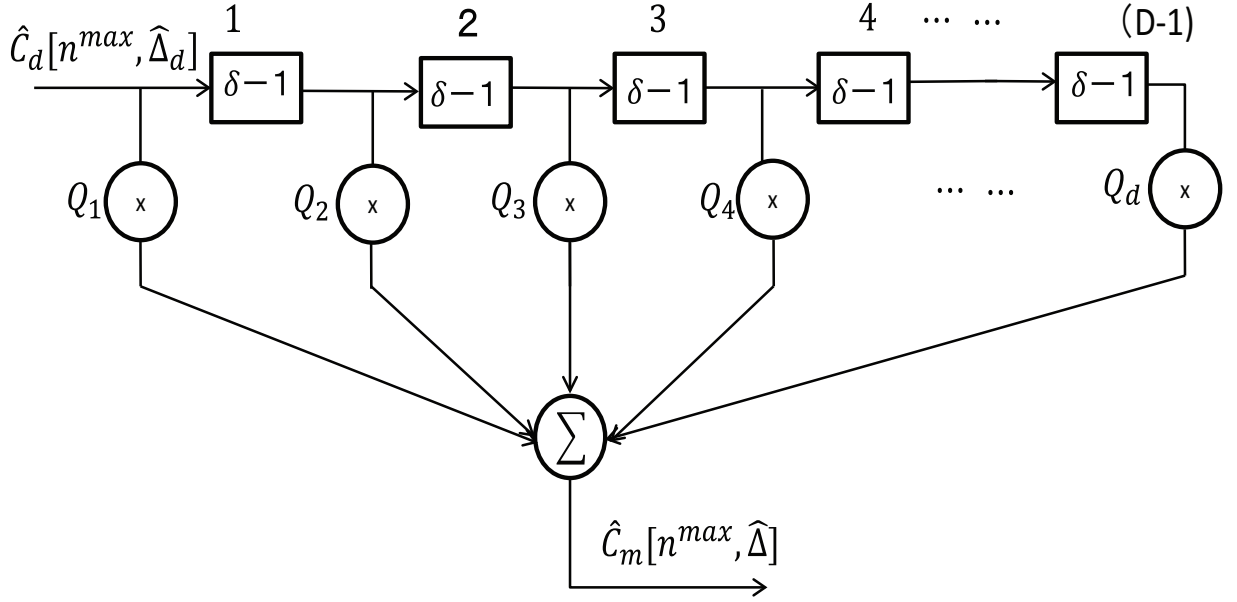 1 2 3 4 ⋯ ⋯ (D-1)
Ĉ_d[n^{max}, Δ̂_d]
δ−1 δ−1 δ−1 δ−1 δ−1
Q_1 x Q_2 x Q_3 x Q_4 x ⋯ ⋯ Q_d x
∑
Ĉ_m[n^{max}, Δ̂]